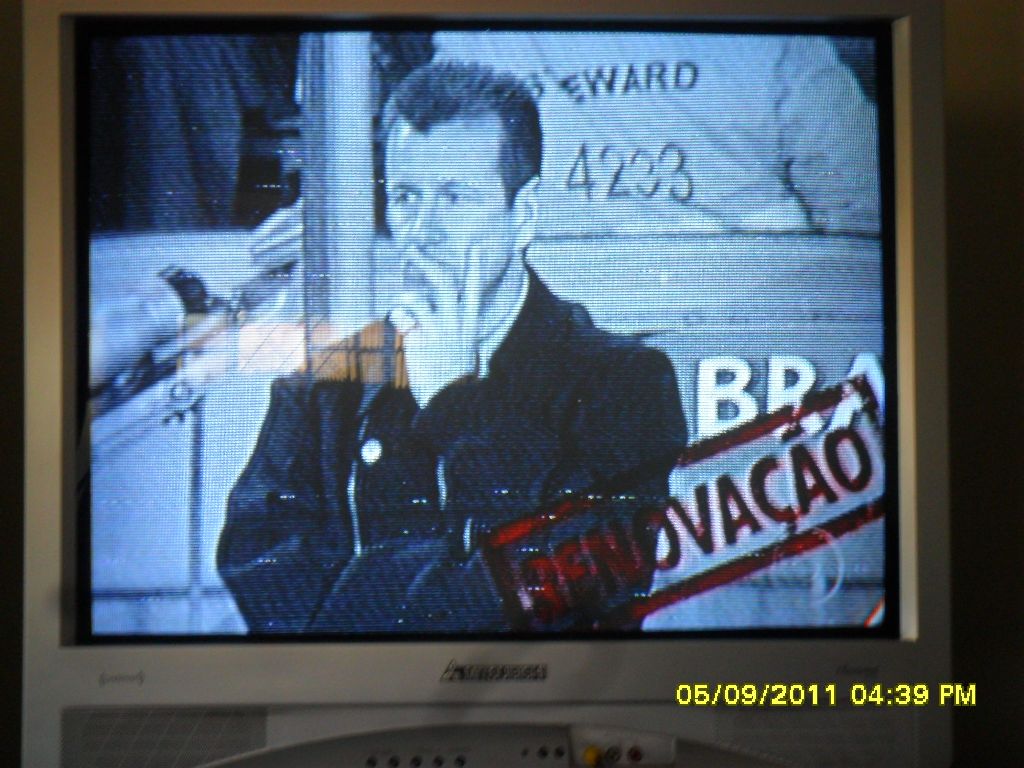 EWARD
4233
BRA
RENOVAÇÃO
05/09/2011 04:39 PM